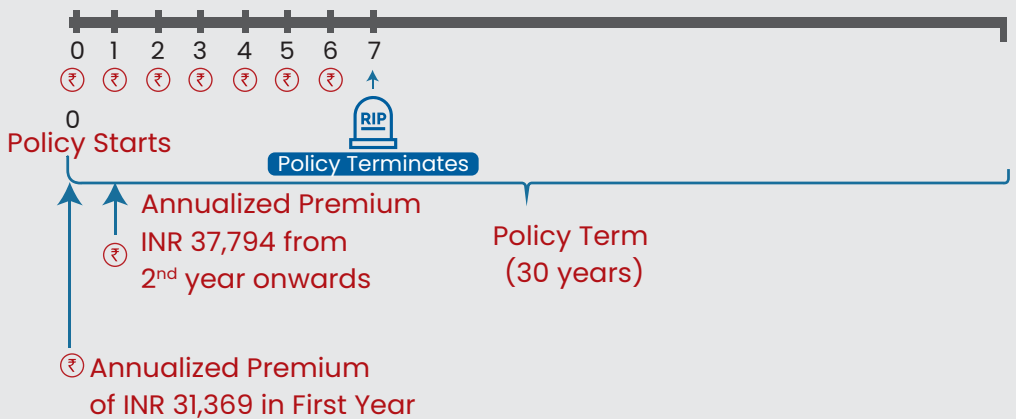 0 1 2 3 4 5 6 7
₹ ₹ ₹ ₹ ₹ ₹ ₹
0
Policy Starts
RIP
Policy Terminates
Annualized Premium
₹ INR 37,794 from
2nd year onwards
Policy Term
(30 years)
₹ Annualized Premium
of INR 31,369 in First Year